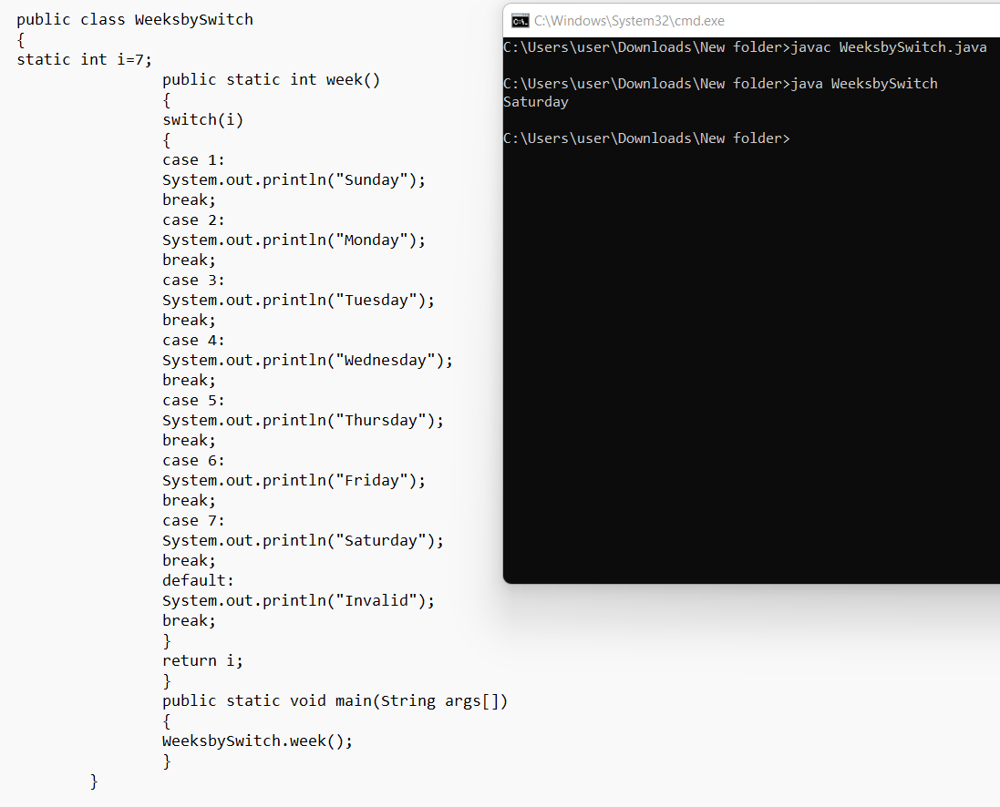 public class WeeksbySwitch
{
static int i=7;
public static int week()
{
switch(i)
{
case 1:
System.out.println("Sunday");
break;
case 2:
System.out.println("Monday");
break;
case 3:
System.out.println("Tuesday");
break;
case 4:
System.out.println("Wednesday");
break;
case 5:
System.out.println("Thursday");
break;
case 6:
System.out.println("Friday");
break;
case 7:
System.out.println("Saturday");
break;
default:
System.out.println("Invalid");
break;
}
return i;
}
public static void main(String args[])
{
WeeksbySwitch.week();
}
}
C:\Windows\System32\cmd.exe
C:\Users\user\Downloads\New folder>javac WeeksbySwitch.java
C:\Users\user\Downloads\New folder>java WeeksbySwitch
Saturday
C:\Users\user\Downloads\New folder>